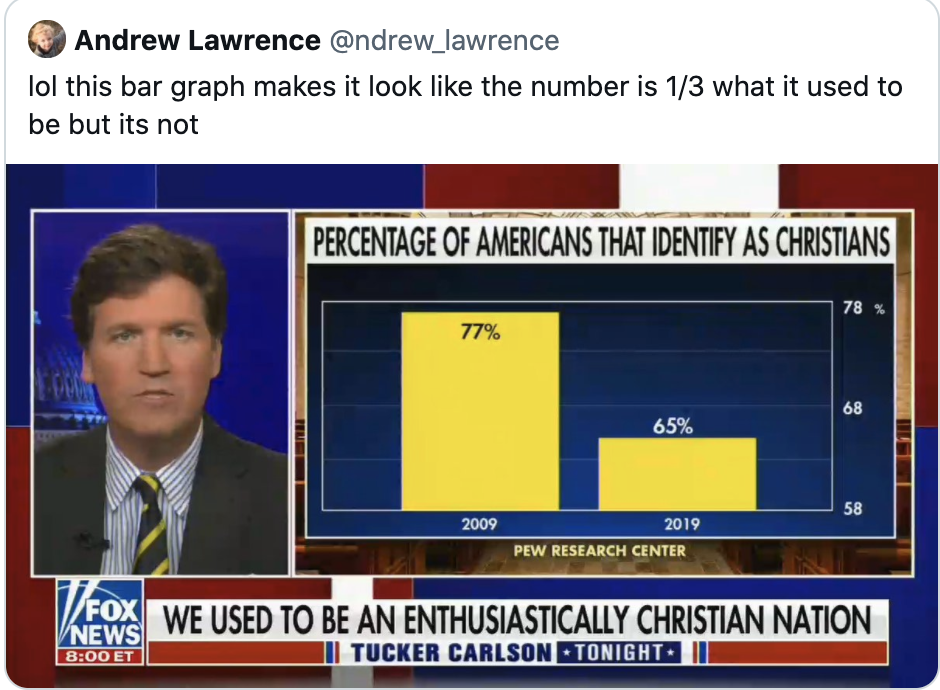 Andrew Lawrence @ndrew_lawrence
lol this bar graph makes it look like the number is 1/3 what it used to
be but its not
PERCENTAGE OF AMERICANS THAT IDENTIFY AS CHRISTIANS
78 %
77%
68
65%
58
2009
2019
PEW RESEARCH CENTER
FOX
NEWS
8:00 ET
WE USED TO BE AN ENTHUSIASTICALLY CHRISTIAN NATION
TUCKER CARLSON TONIGHT